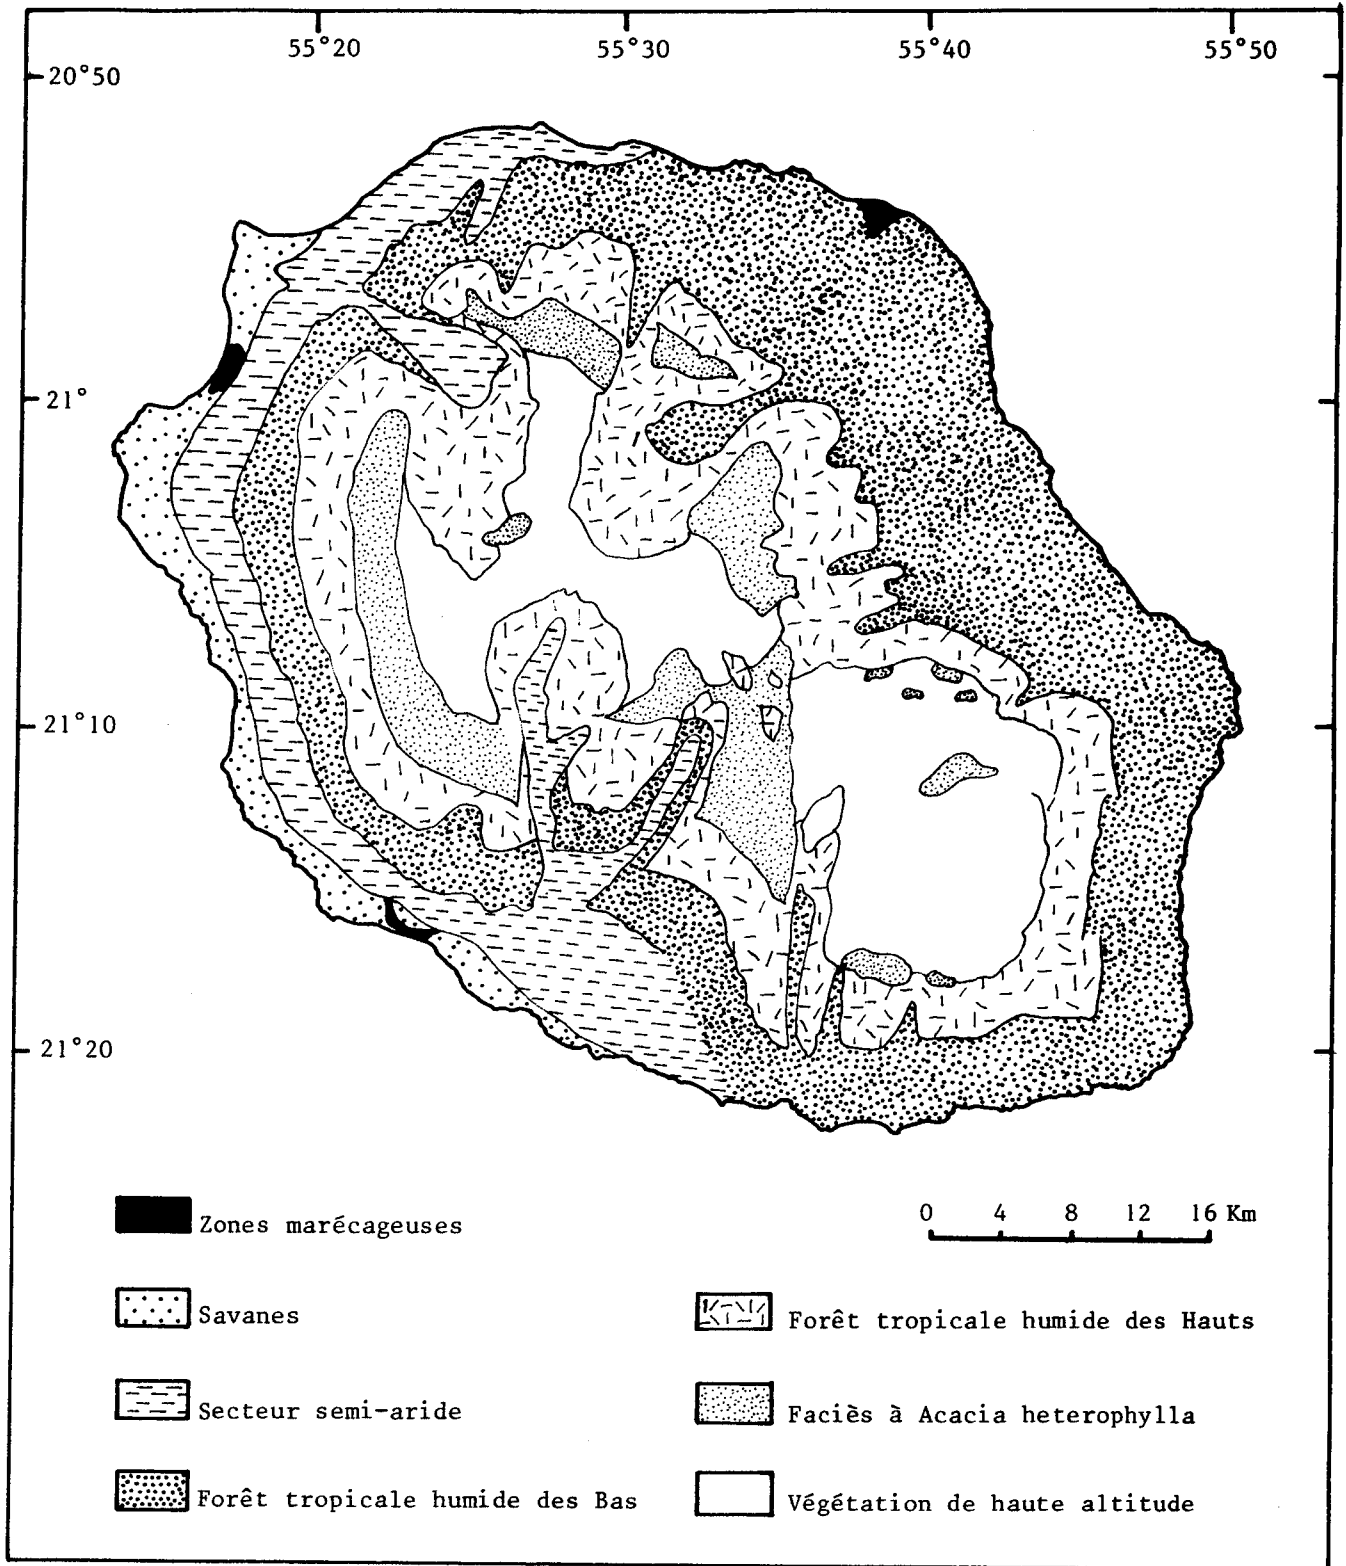 55°20 55°30 55°40 55°50
20°50
21°
21°10
21°20
Zones marécageuses
0 4 8 12 16 Km
Savanes
Forêt tropicale humide des Hauts
Secteur semi-aride
Faciès à Acacia heterophylla
Forêt tropicale humide des Bas
Végétation de haute altitude